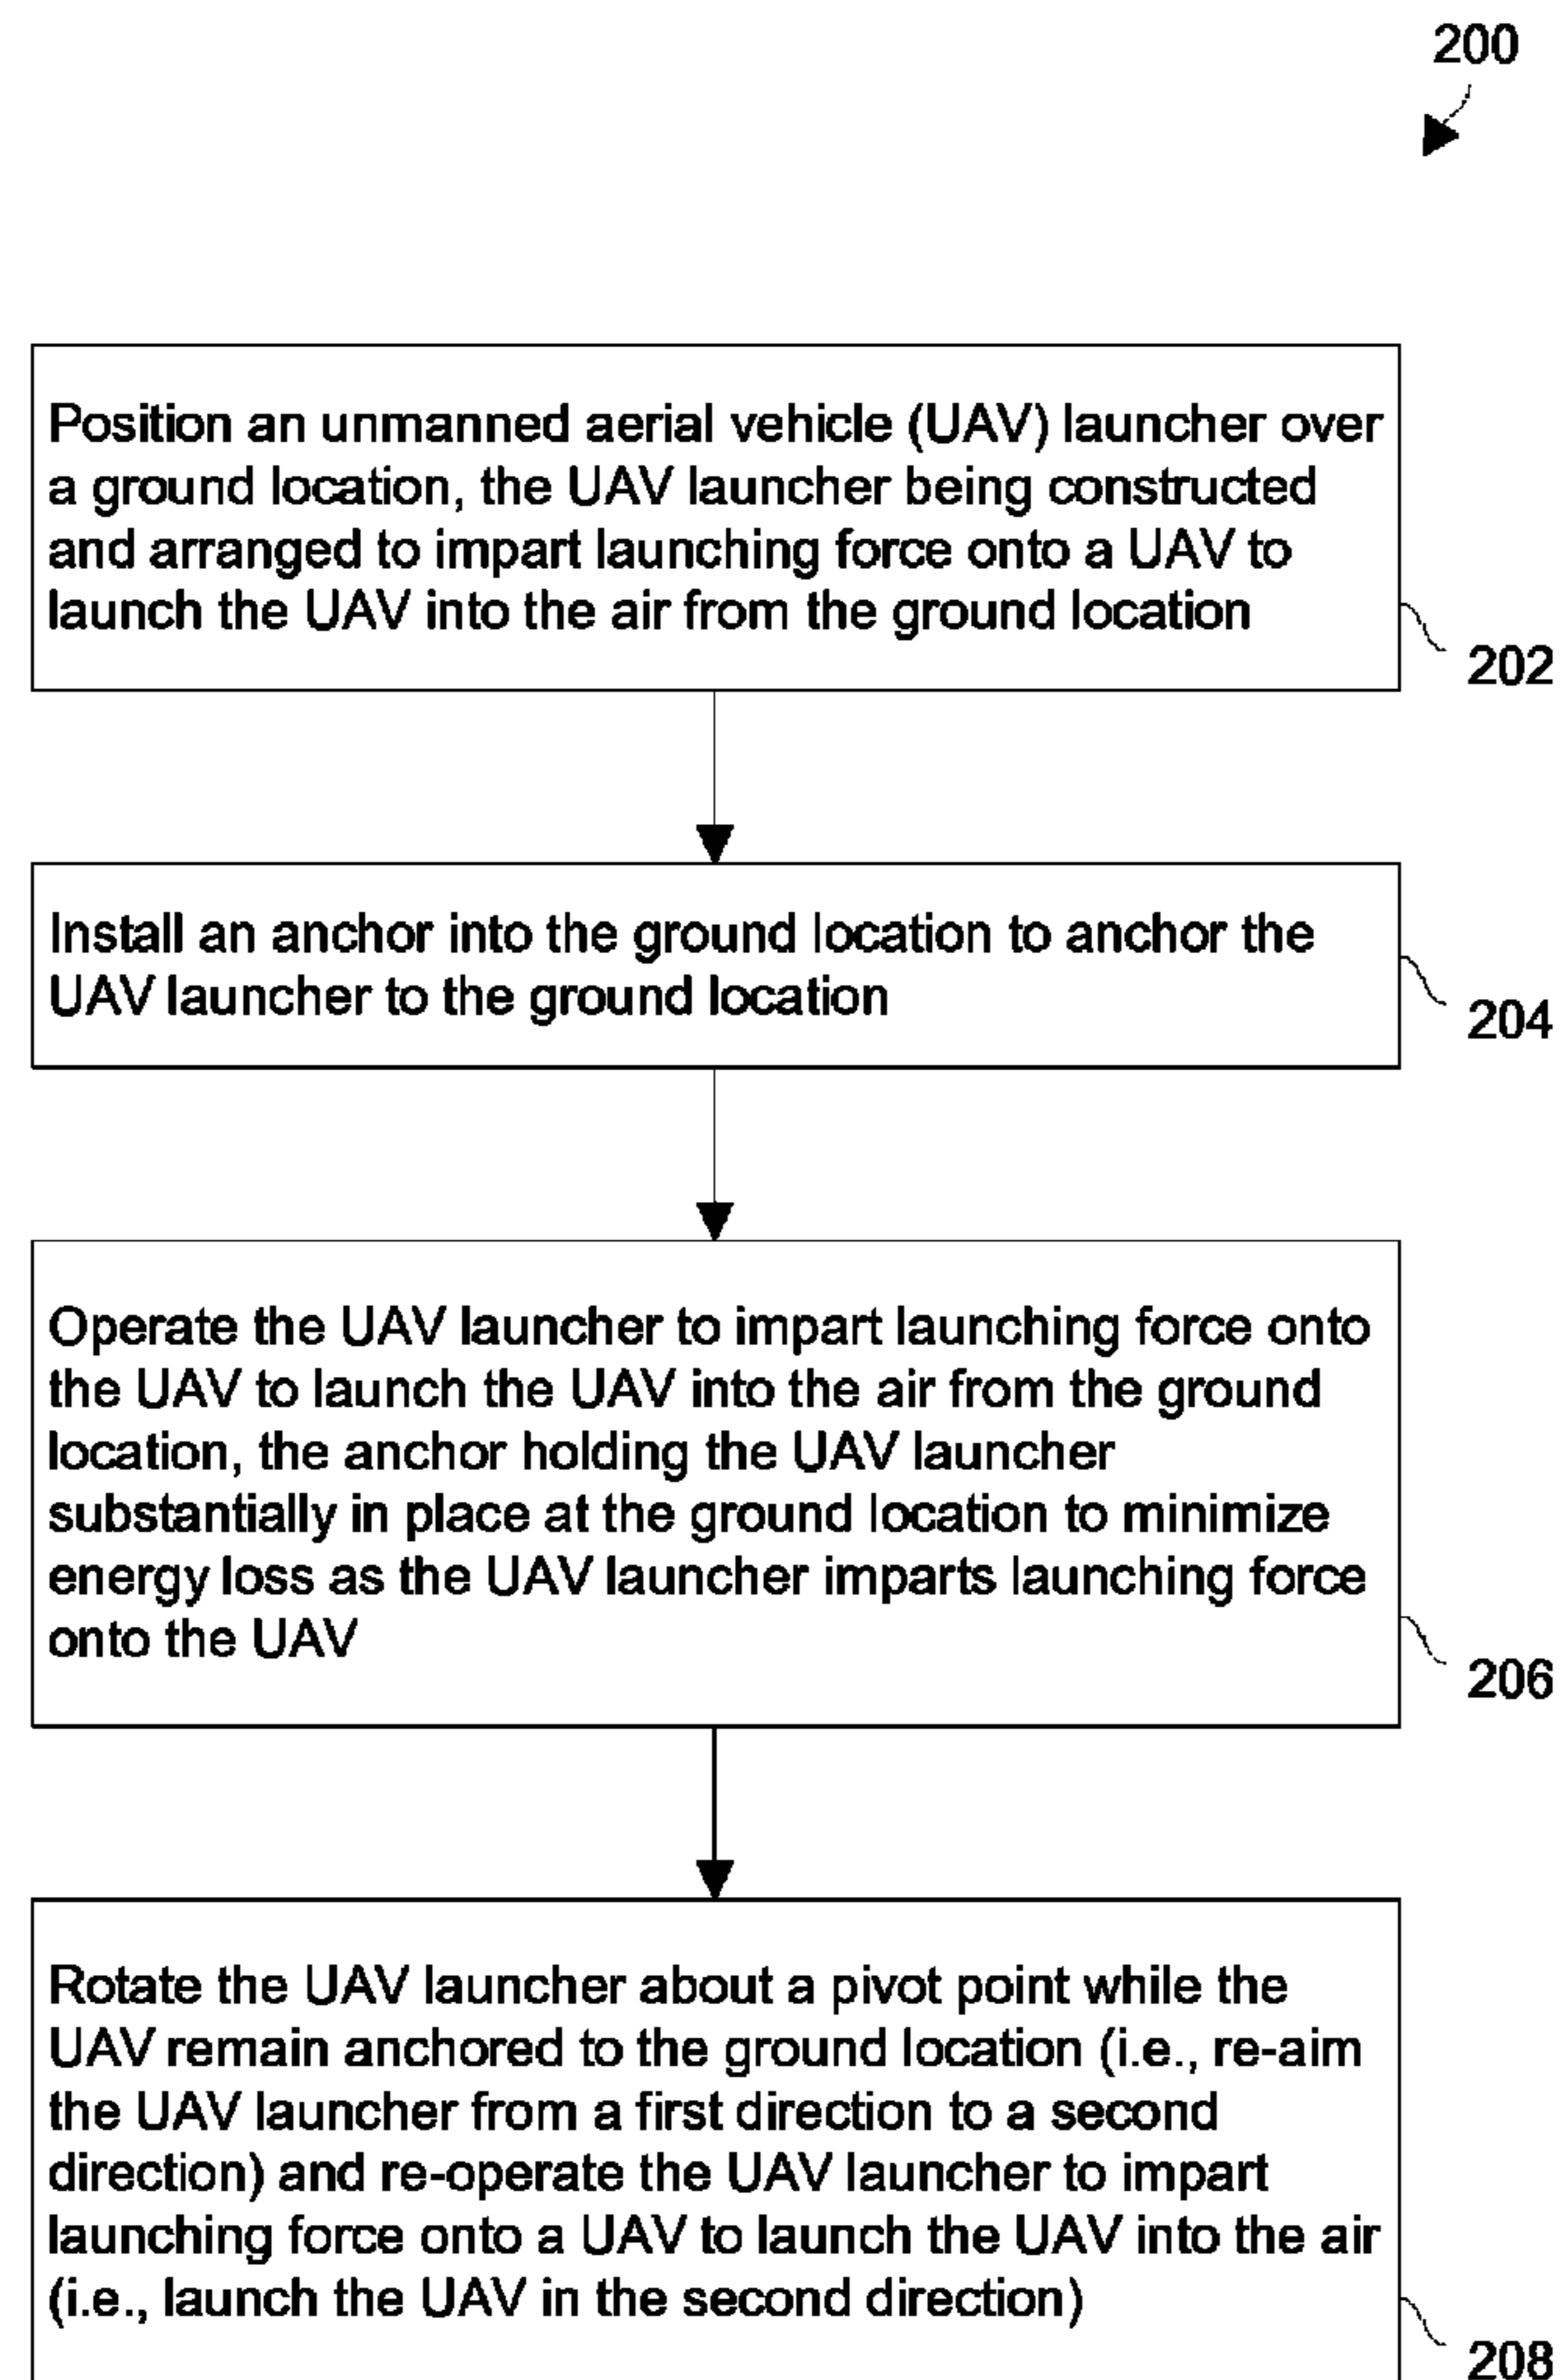 200
Position an unmanned aerial vehicle (UAV) launcher over
a ground location, the UAV launcher being constructed
and arranged to impart launching force onto a UAV to
launch the UAV into the air from the ground location
202
Install an anchor into the ground location to anchor the
UAV launcher to the ground location
204
Operate the UAV launcher to impart launching force onto
the UAV to launch the UAV into the air from the ground
location, the anchor holding the UAV launcher
substantially in place at the ground location to minimize
energy loss as the UAV launcher imparts launching force
onto the UAV
206
Rotate the UAV launcher about a pivot point while the
UAV remain anchored to the ground location (i.e., re-aim
the UAV launcher from a first direction to a second
direction) and re-operate the UAV launcher to impart
launching force onto a UAV to launch the UAV into the air
(i.e., launch the UAV in the second direction)
208